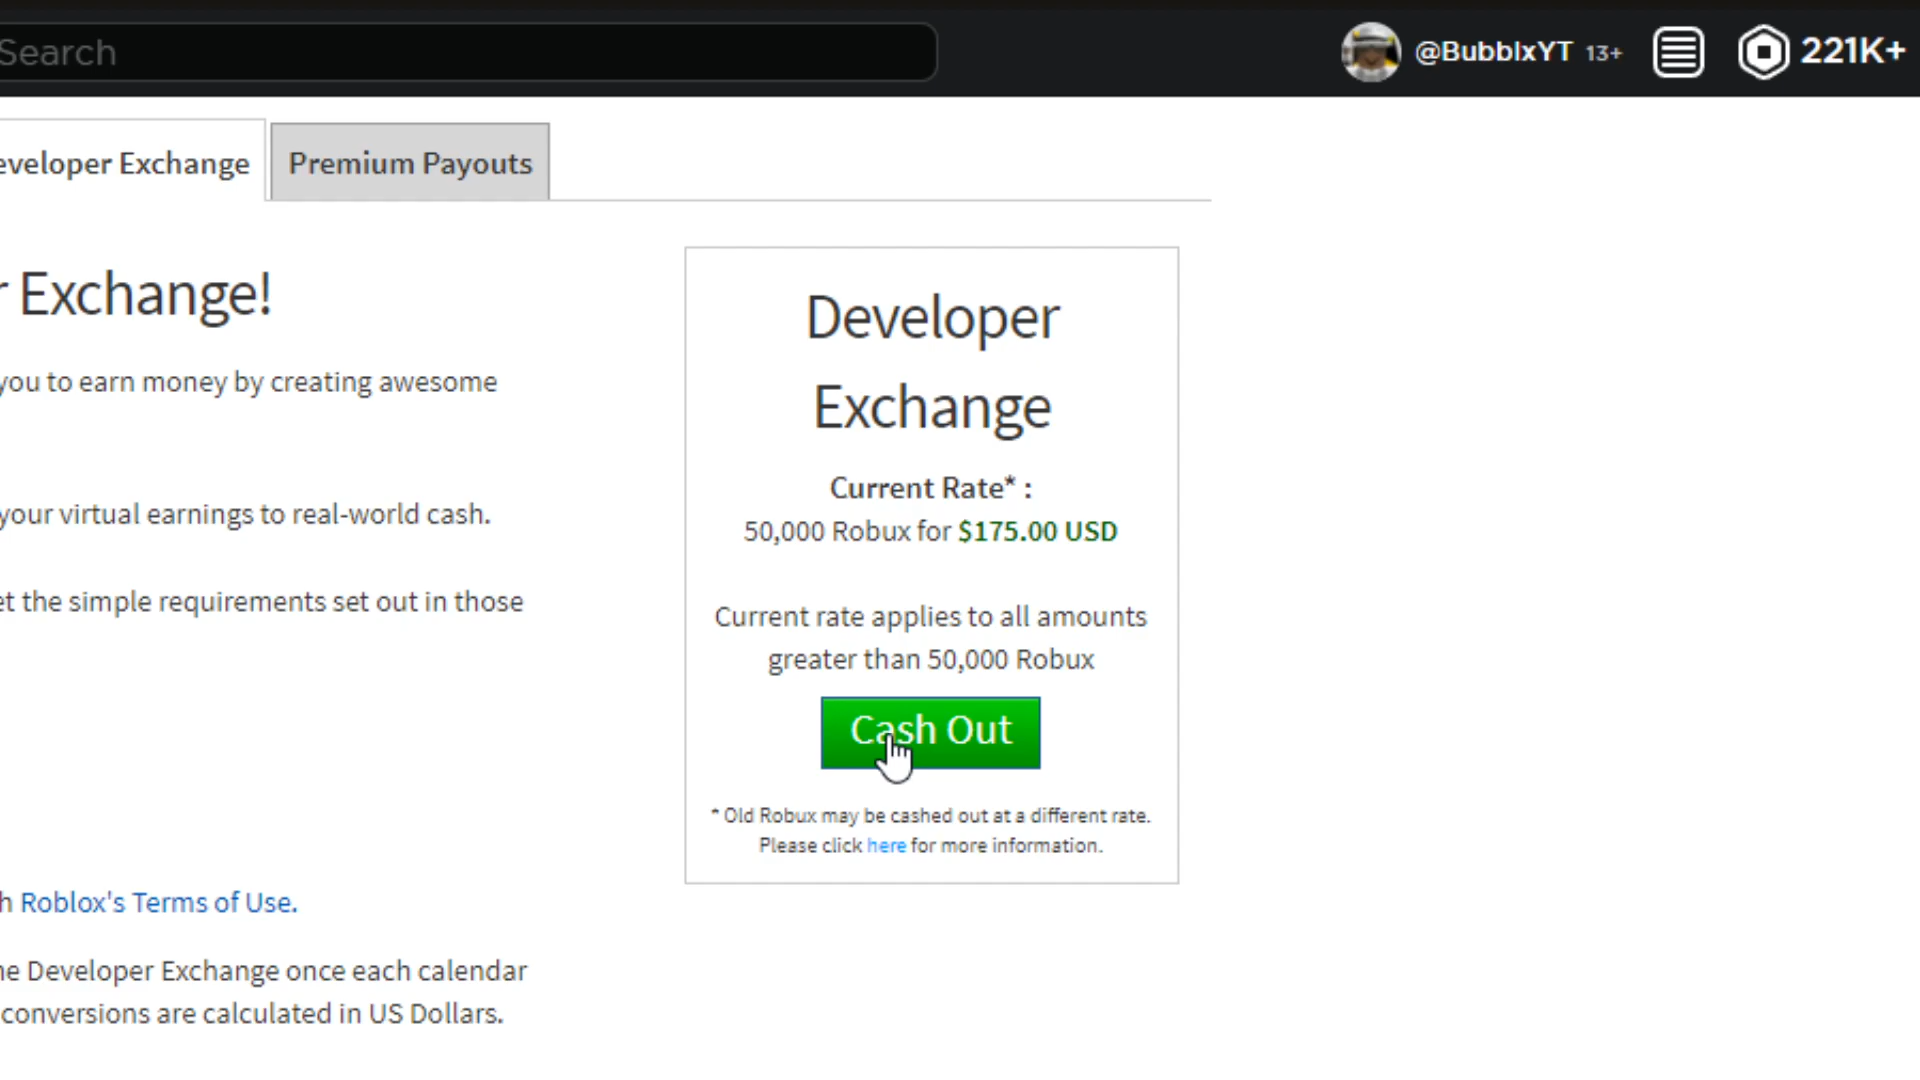 Search
@BubblxYT 13+
221K+
eveloper Exchange
Premium Payouts
r Exchange!
you to earn money by creating awesome
your virtual earnings to real-world cash.
et the simple requirements set out in those
h Roblox's Terms of Use.
ne Developer Exchange once each calendar
conversions are calculated in US Dollars.
Developer
Exchange
Current Rate* :
50,000 Robux for $175.00 USD
Current rate applies to all amounts
greater than 50,000 Robux
Cash Out
* Old Robux may be cashed out at a different rate.
Please click here for more information.